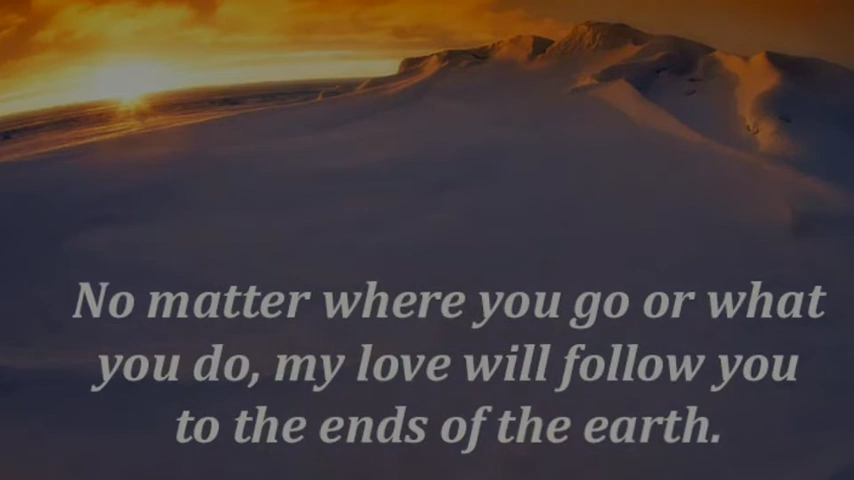 No matter where you go or what
you do, my love will follow you
to the ends of the earth.